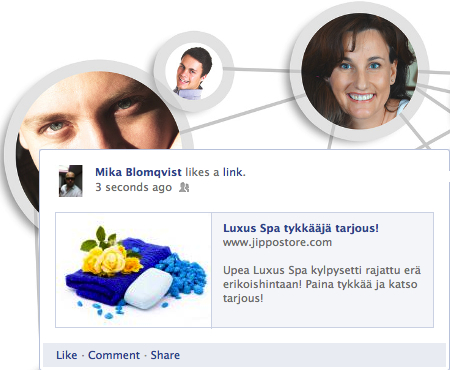 Mika Blomqvist likes a link.
3 seconds ago
Luxus Spa tykkääjä tarjous!
www.jippostore.com
Upea Luxus Spa kylpysetti rajattu erä
erikoishintaan! Paina tykkää ja katso
tarjous!
Like · Comment · Share